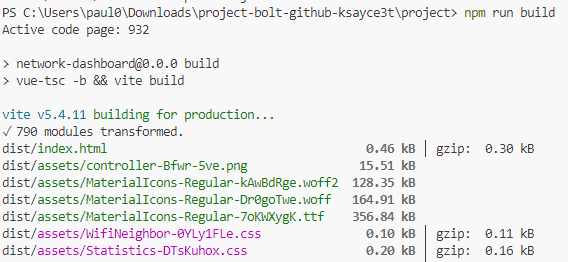 PS C:\Users\paul0\Downloads\project-bolt-github-ksayce3t\project> npm run build
Active code page: 932
> network-dashboard@0.0.0 build
> vue-tsc -b && vite build
vite v5.4.11 building for production...
✓ 790 modules transformed.
dist/index.html 0.46 kB │ gzip: 0.30 kB
dist/assets/controller-Bfwr-5ve.png 15.51 kB
dist/assets/MaterialIcons-Regular-kAwBdRge.woff2 128.35 kB
dist/assets/MaterialIcons-Regular-Dr0goTwe.woff 164.91 kB
dist/assets/MaterialIcons-Regular-7oKWXygK.ttf 356.84 kB
dist/assets/WifiNeighbor-0YLy1FLe.css 0.10 kB │ gzip: 0.11 kB
dist/assets/Statistics-DTsKuhox.css 0.20 kB │ gzip: 0.16 kB